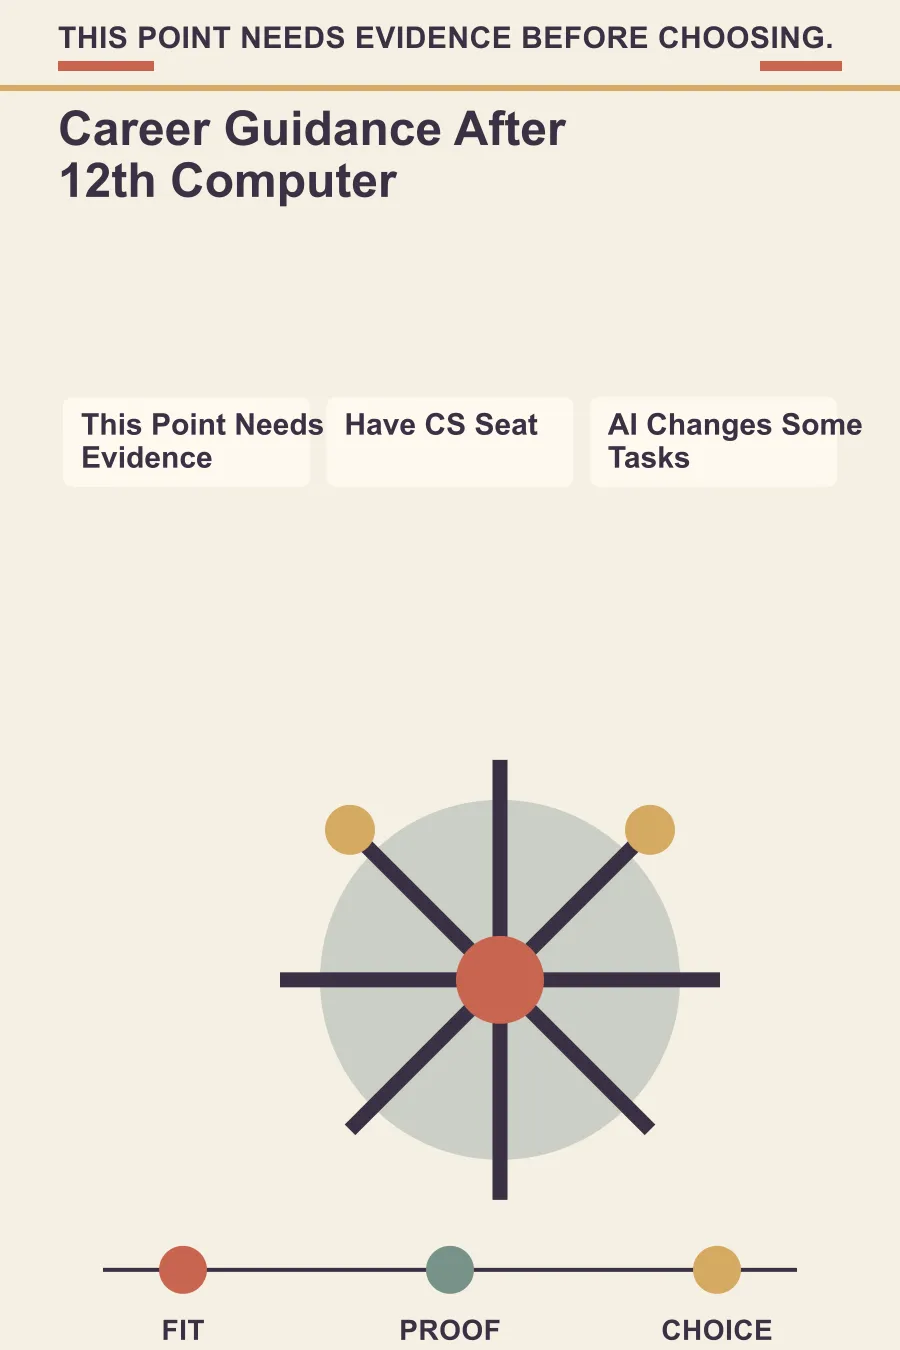 THIS POINT NEEDS EVIDENCE BEFORE CHOOSING.
Career Guidance After
12th Computer
This Point Needs
Evidence
Have CS Seat
AI Changes Some
Tasks
FIT
PROOF
CHOICE